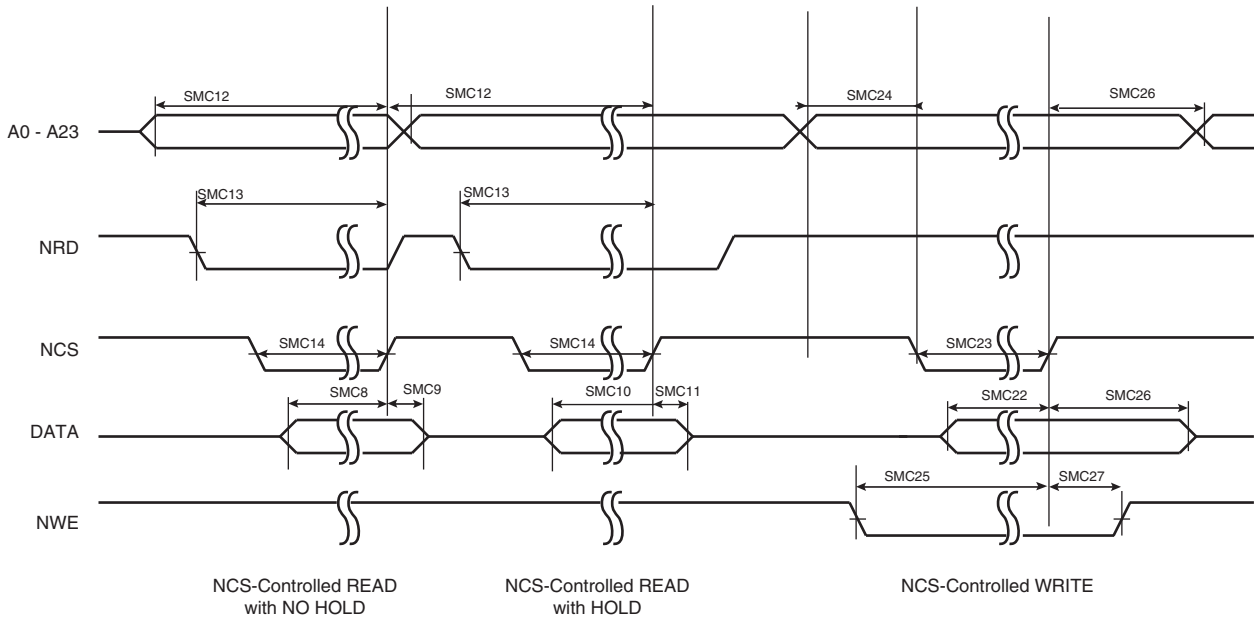 SMC12
SMC12
SMC24
SMC26
A0 - A23
SMC13
SMC13
NRD
NCS
SMC14
SMC14
SMC23
SMC8
SMC9
SMC10
SMC11
SMC22
SMC26
DATA
SMC25
SMC27
NWE
NCS-Controlled READ
with NO HOLD
NCS-Controlled READ
with HOLD
NCS-Controlled WRITE